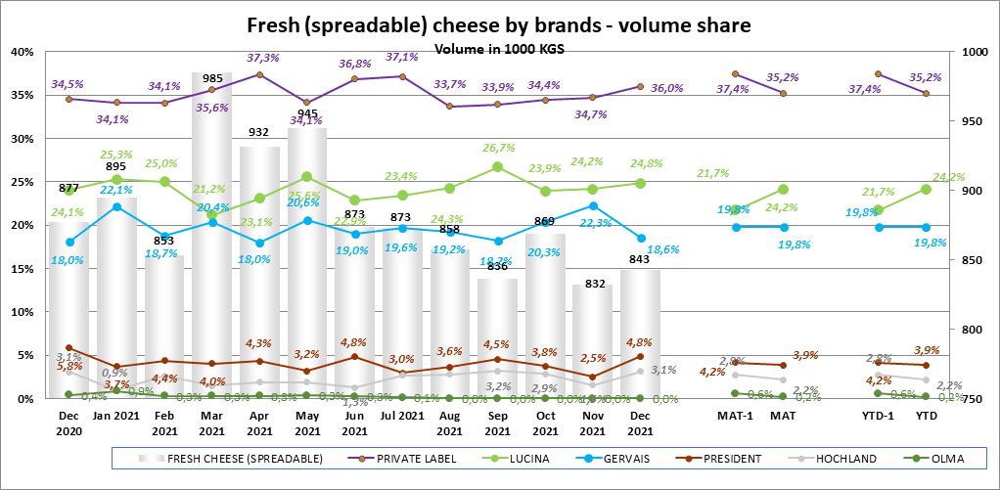 Fresh (spreadable) cheese by brands - volume share
Volume in 1000 KGS
40% 1000
37,3% 36,8% 37,1%
34,5% 34,1% 985 33,7% 33,9% 34,4% 36,0% 35,2% 35,2%
35% 34,1% 35,6% 34,1% 34,7% 37,4% 37,4%
945 950
932
30%
877 895 25,3% 25,0% 26,7% 24,2% 24,8%
25% 23,4% 23,9% 21,7% 21,7% 24,2% 900
24,1% 22,1% 21,2% 23,1% 25,6% 22,9% 24,3% 24,2%
20% 853 20,4% 20,6% 873 873 858 869 22,3% 19,8% 19,8%
18,0% 18,7% 18,0% 19,0% 19,6% 19,2% 18,2% 20,3% 18,6% 19,8% 19,8%
15% 836 832 843 850
10% 800
5% 3,1% 4,3% 3,2% 4,8% 3,0% 3,6% 4,5% 3,8% 2,5% 4,8% 2,8% 3,9% 2,8% 3,9%
5,8% 0,9% 3,7% 4,4% 4,0% 1,3% 3,2% 2,9% 3,1% 4,2% 2,2% 4,2% 2,2%
0% 0,4% 0,9% 0,3% 0,3% 0,3% 0,3% 0,3% 0,1% 0,0% 0,0% 0,0% 0,0% 0,0% 0,6% 0,2% 0,6% 0,2% 750
Dec 2020 Jan 2021 Feb 2021 Mar 2021 Apr 2021 May 2021 Jun 2021 Jul 2021 Aug 2021 Sep 2021 Oct 2021 Nov 2021 Dec 2021 MAT-1 MAT YTD-1 YTD
FRESH CHEESE (SPREADABLE) PRIVATE LABEL LUCINA GERVAIS PRESIDENT HOCHLAND OLMA